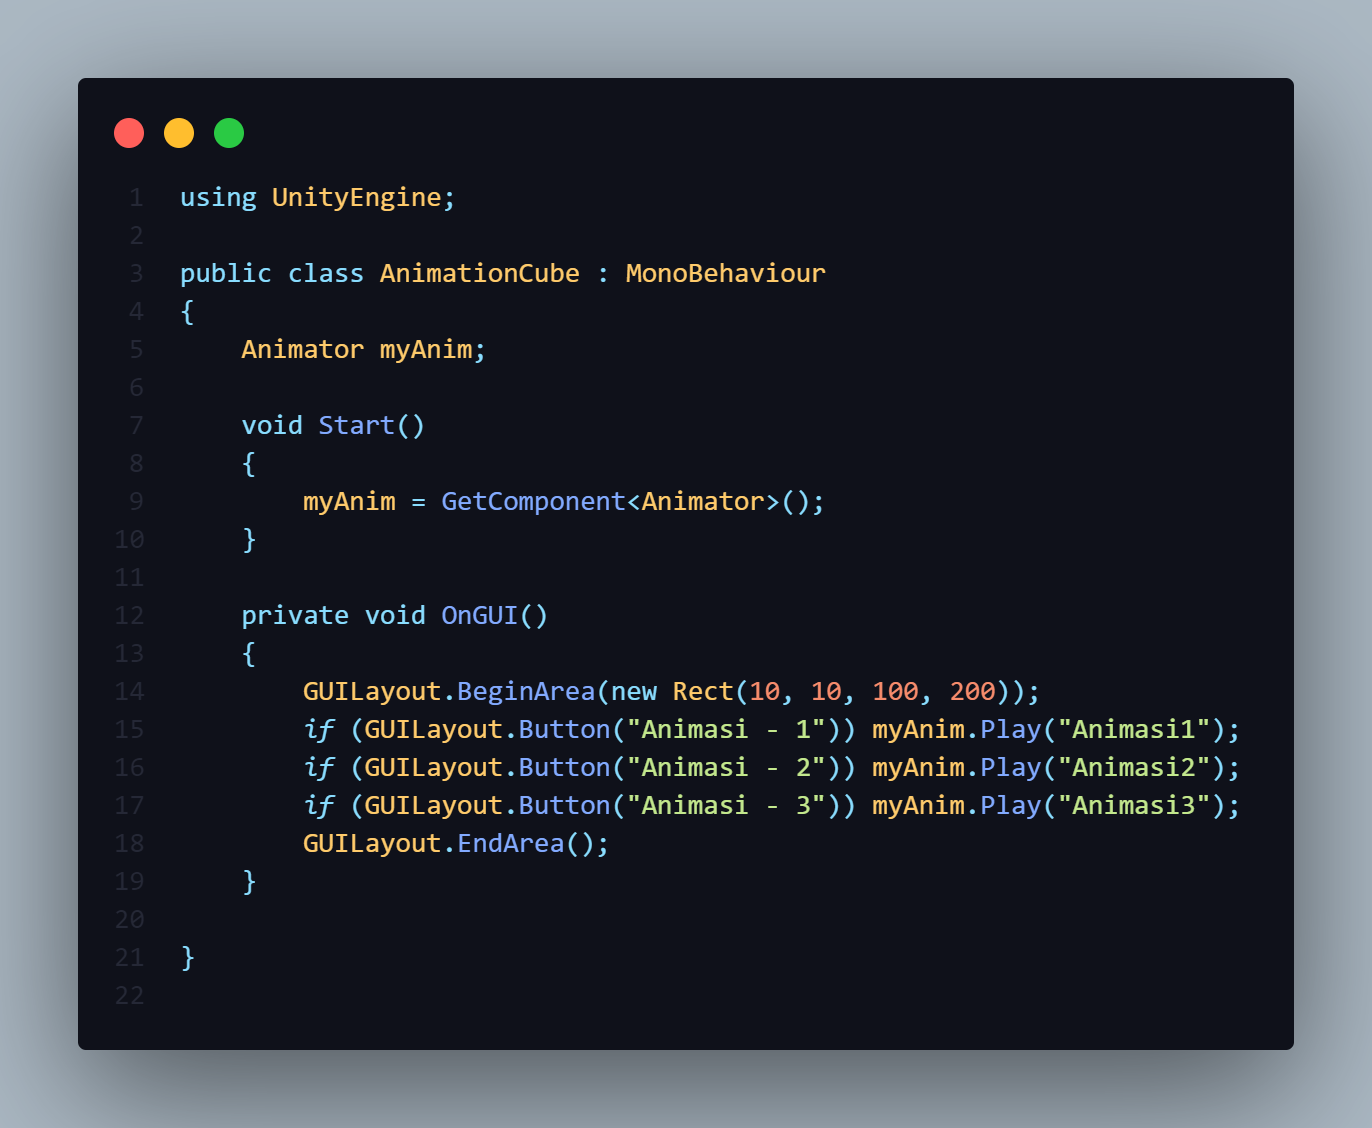 1 using UnityEngine;
2
3 public class AnimationCube : MonoBehaviour
4 {
5     Animator myAnim;
6
7     void Start()
8     {
9         myAnim = GetComponent<Animator>();
10     }
11
12     private void OnGUI()
13     {
14         GUILayout.BeginArea(new Rect(10, 10, 100, 200));
15         if (GUILayout.Button("Animasi - 1")) myAnim.Play("Animasi1");
16         if (GUILayout.Button("Animasi - 2")) myAnim.Play("Animasi2");
17         if (GUILayout.Button("Animasi - 3")) myAnim.Play("Animasi3");
18         GUILayout.EndArea();
19     }
20
21 }
22